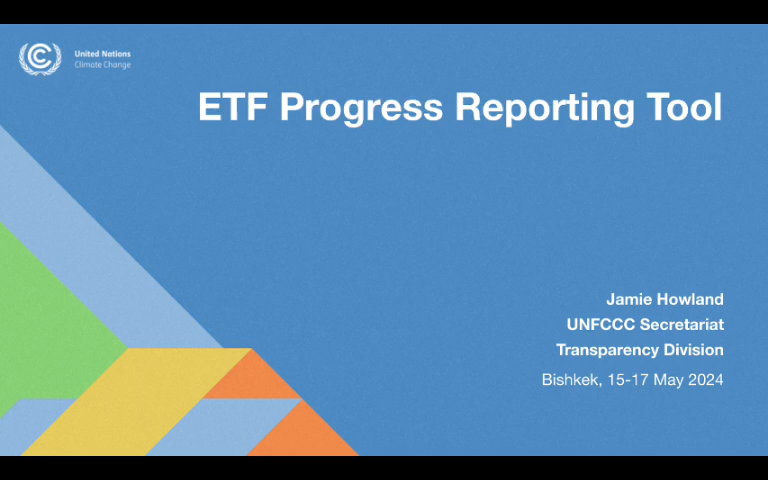 United Nations
Climate Change
ETF Progress Reporting Tool
Jamie Howland
UNFCCC Secretariat
Transparency Division
Bishkek, 15-17 May 2024